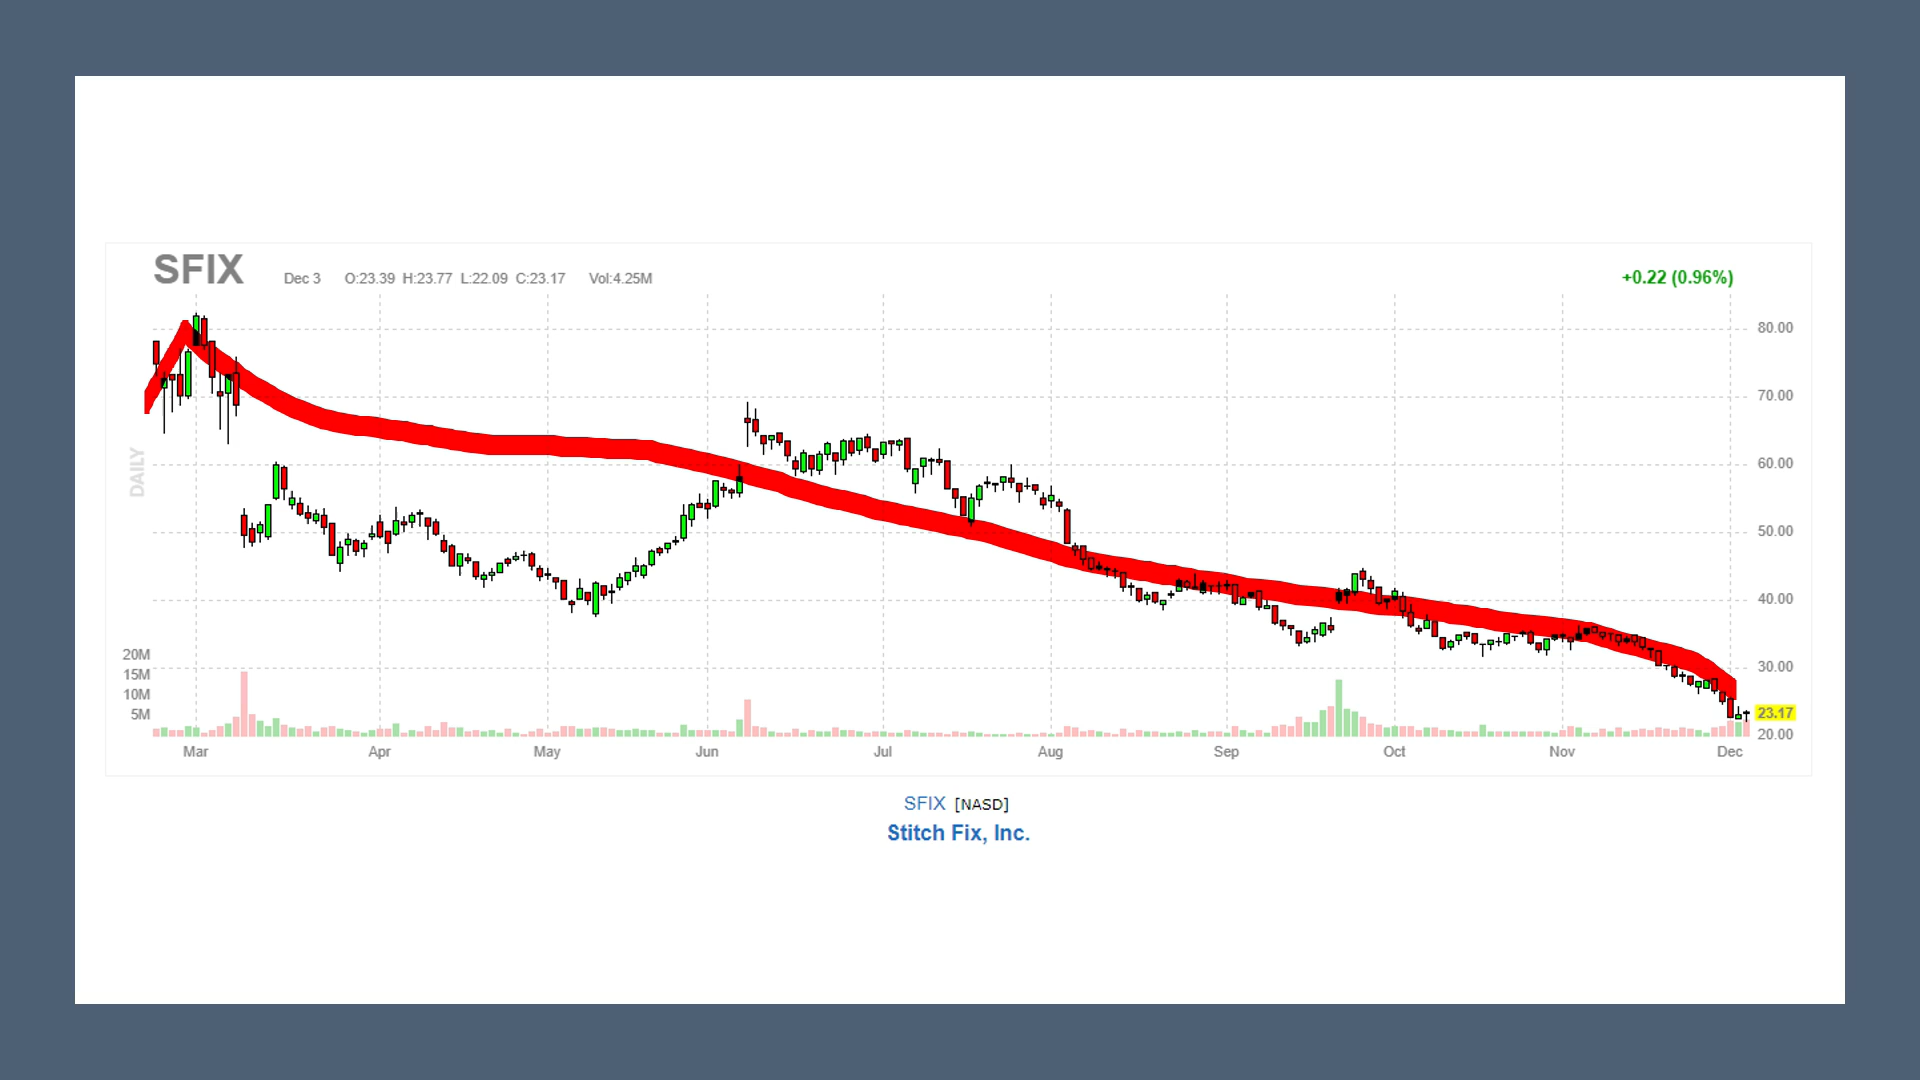 SFIX Dec 3 O:23.39 H:23.77 L:22.09 C:23.17 Vol:4.25M +0.22 (0.96%)
80.00
70.00
DAILY
60.00
50.00
40.00
20M
15M 30.00
10M
5M 23.17
20.00
Mar Apr May Jun Jul Aug Sep Oct Nov Dec
SFIX [NASD]
Stitch Fix, Inc.